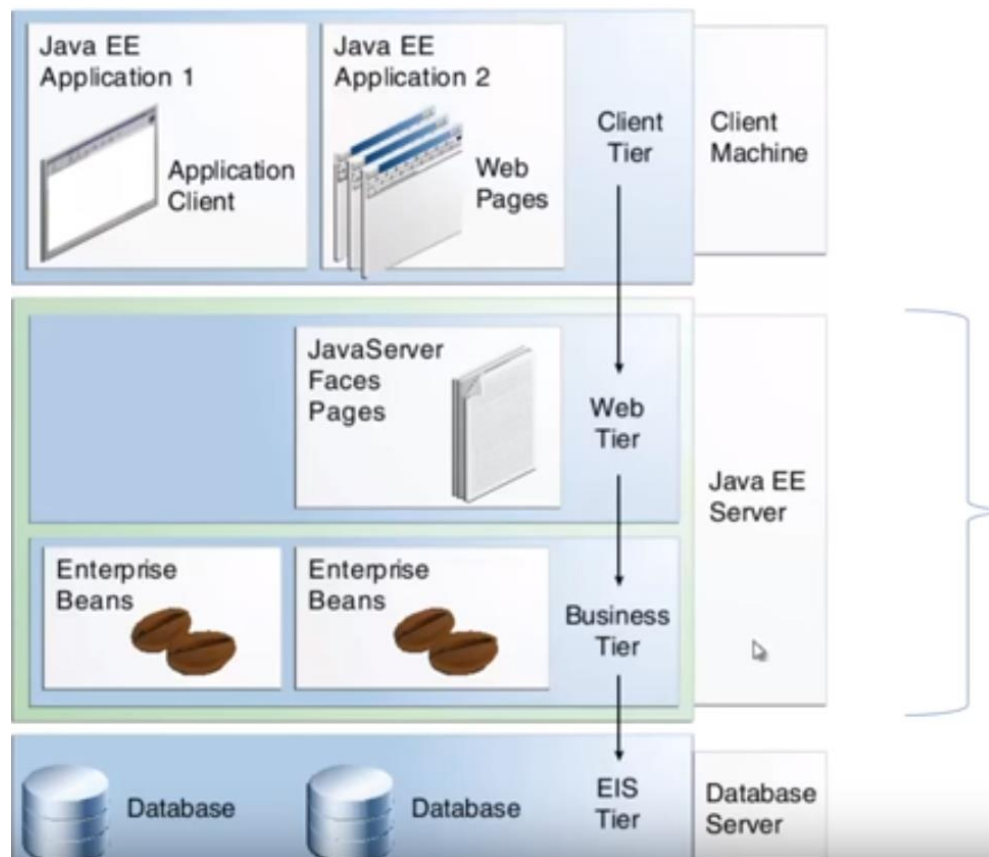 Java EE
Application 1
Application
Client
Java EE
Application 2
Web
Pages
Client
Tier
Client
Machine
JavaServer
Faces
Pages
Web
Tier
Java EE
Server
Enterprise
Beans
Enterprise
Beans
Business
Tier
Database
Database
EIS
Tier
Database
Server